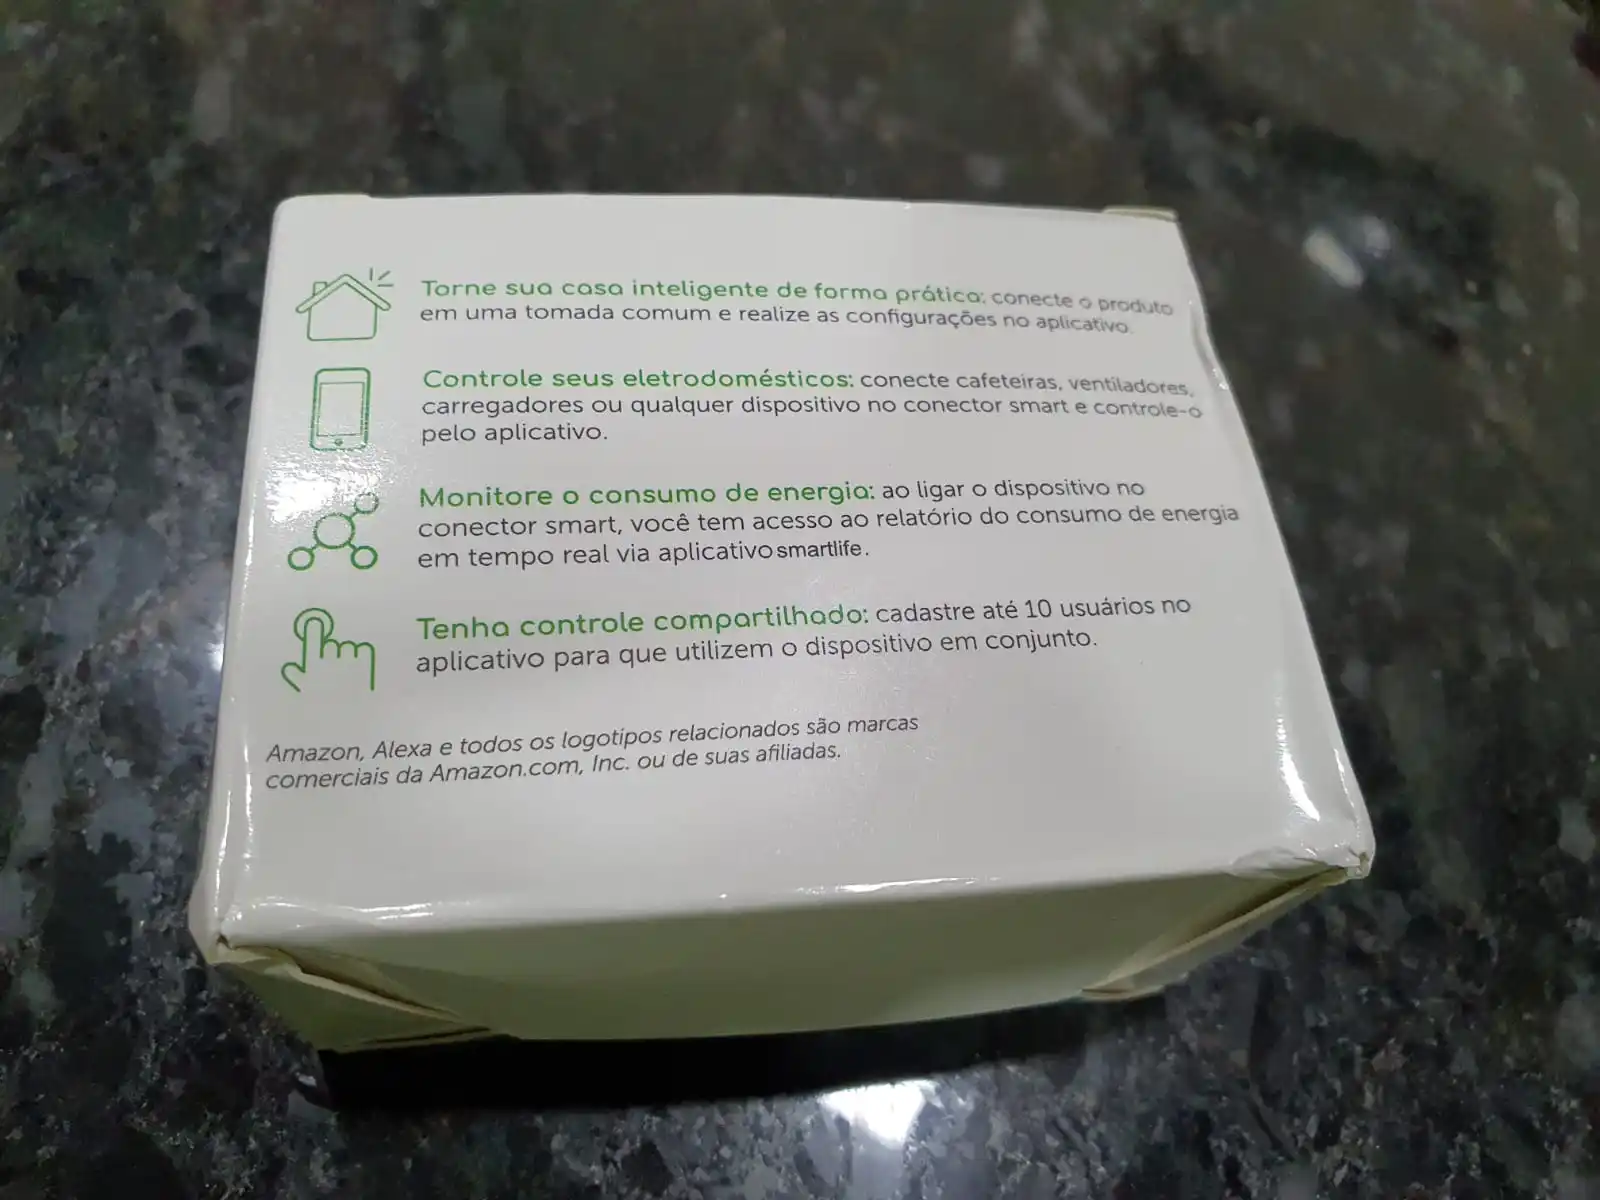 Torne sua casa inteligente de forma prática: conecte o produto
em uma tomada comum e realize as configurações no aplicativo.
Controle seus eletrodomésticos: conecte cafeteiras, ventiladores,
carregadores ou qualquer dispositivo no conector smart e controle-o
pelo aplicativo.
Monitore o consumo de energia: ao ligar o dispositivo no
conector smart, você tem acesso ao relatório do consumo de energia
em tempo real via aplicativo smartlife.
Tenha controle compartilhado: cadastre até 10 usuários no
aplicativo para que utilizem o dispositivo em conjunto.
Amazon, Alexa e todos os logotipos relacionados são marcas
comerciais da Amazon.com, Inc. ou de suas afiliadas.